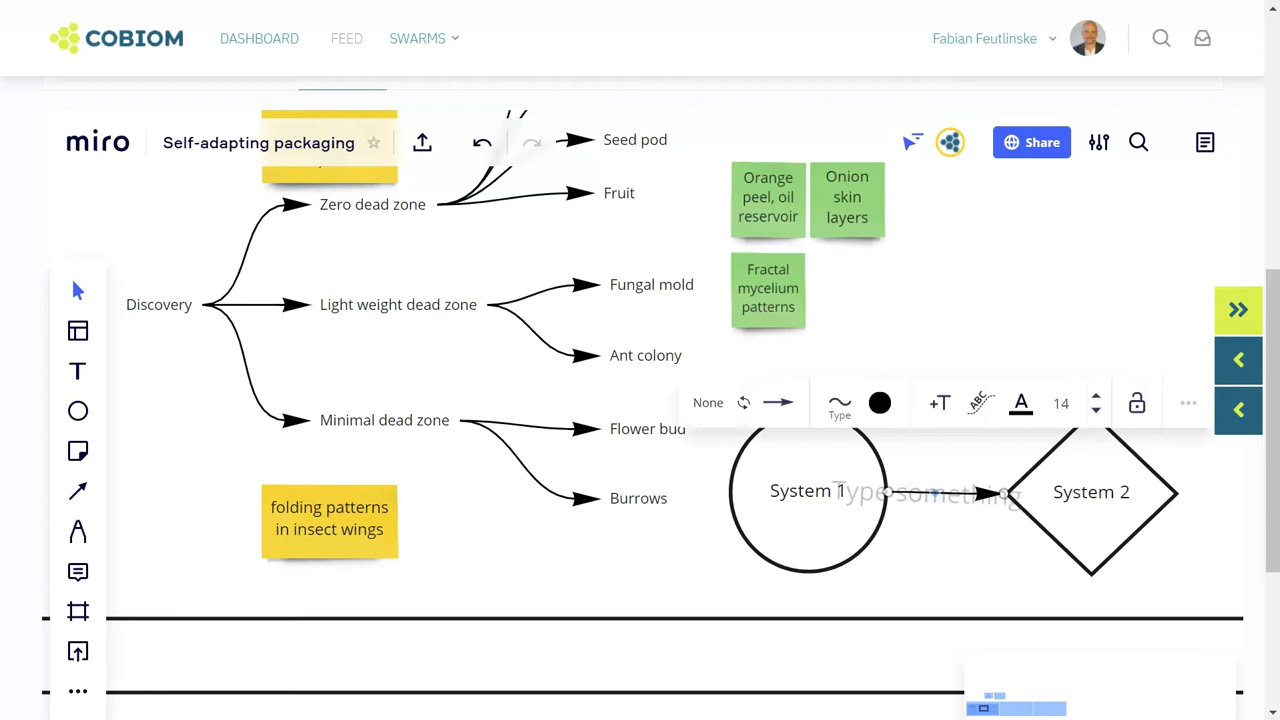 COBIOM
DASHBOARD
FEED
SWARMS
Fabian Feutlinske
miro
Self-adapting packaging
Share
Seed pod
Fruit
Zero dead zone
Orange
peel, oil
reservoir
Onion
skin
layers
Discovery
Light weight dead zone
Fungal mold
Fractal
mycelium
patterns
Ant colony
None
Type
+T
ABC
A
14
Minimal dead zone
Flower bud
Burrows
folding patterns
in insect wings
System 1
Type something
System 2